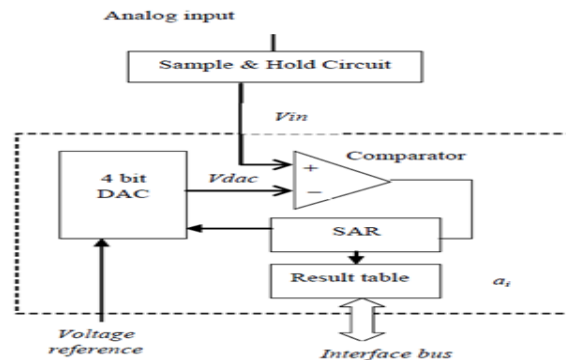 Analog input
Sample & Hold Circuit
Vin
Comparator
4 bit
DAC
Vdac
+
−
SAR
Result table
aᵢ
Voltage
reference
Interface bus